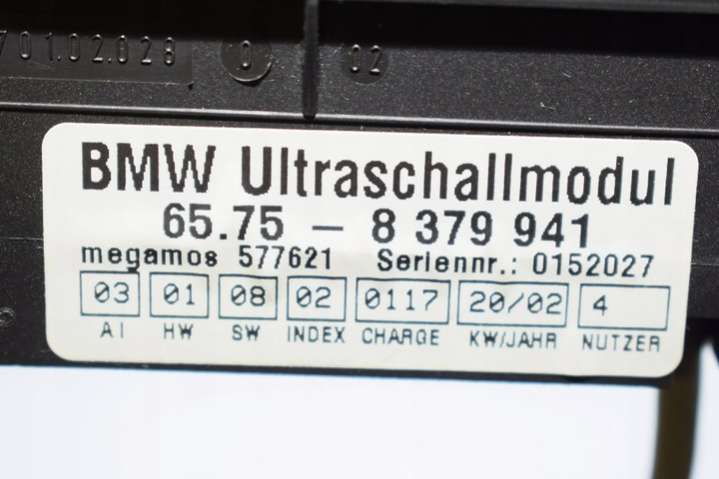 701.02.028 0 02
BMW Ultraschallmodul
65.75 - 8 379 941
megamos 577621 Seriennr.: 0152027
03 01 08 02 0117 20/02 4
AI HW SW INDEX CHARGE KW/JAHR NUTZER